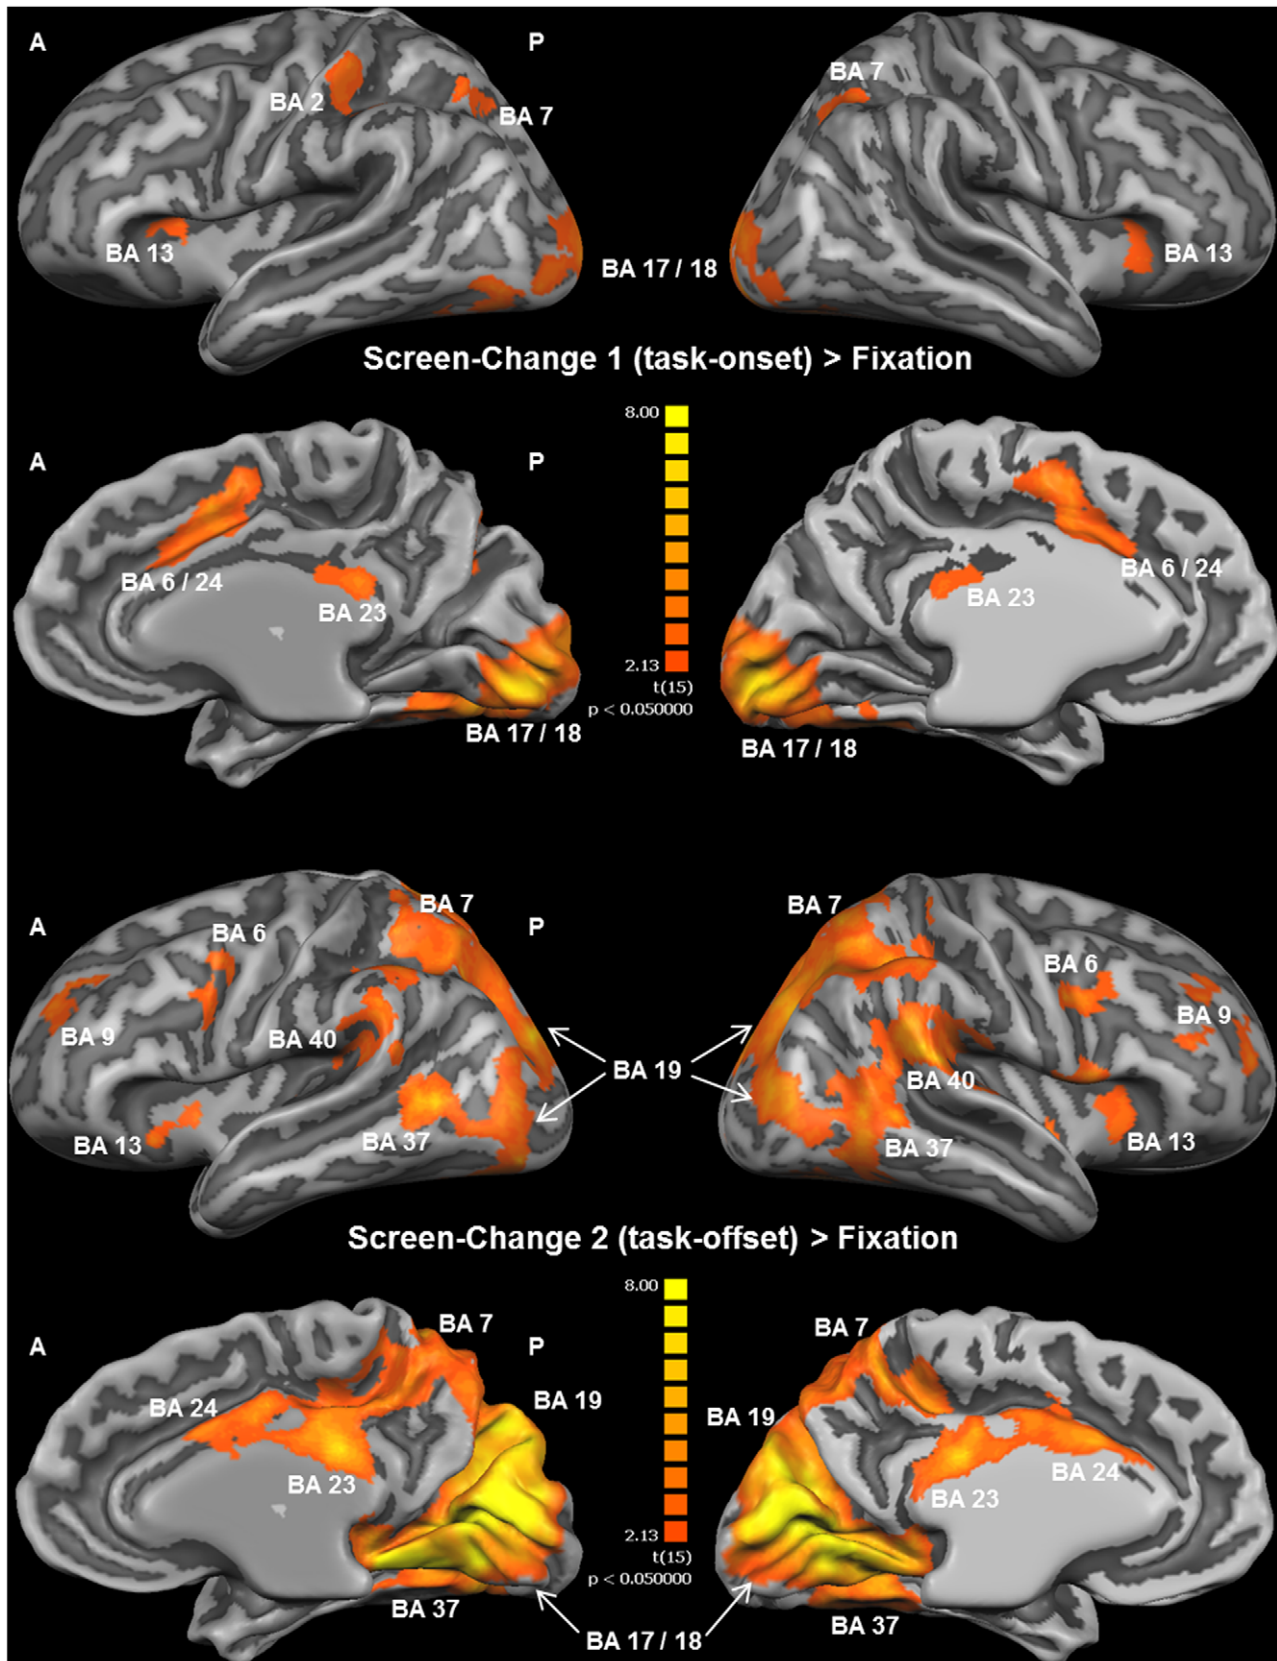 A
P
BA 7
BA 2
BA 7
BA 13
BA 17 / 18
BA 13
Screen-Change 1 (task-onset) > Fixation
8.00
A
P
BA 6 / 24
BA 23
BA 6 / 24
BA 23
2.13
t(15)
p < 0.050000
BA 17 / 18
BA 17 / 18
BA 7
BA 7
A
P
BA 6
BA 6
BA 9
BA 9
BA 40
BA 19
BA 40
BA 13
BA 37
BA 37
BA 13
Screen-Change 2 (task-offset) > Fixation
8.00
BA 7
BA 7
A
P
BA 24
BA 19
BA 19
BA 23
BA 24
BA 23
2.13
t(15)
p < 0.050000
BA 37
BA 37
BA 17 / 18